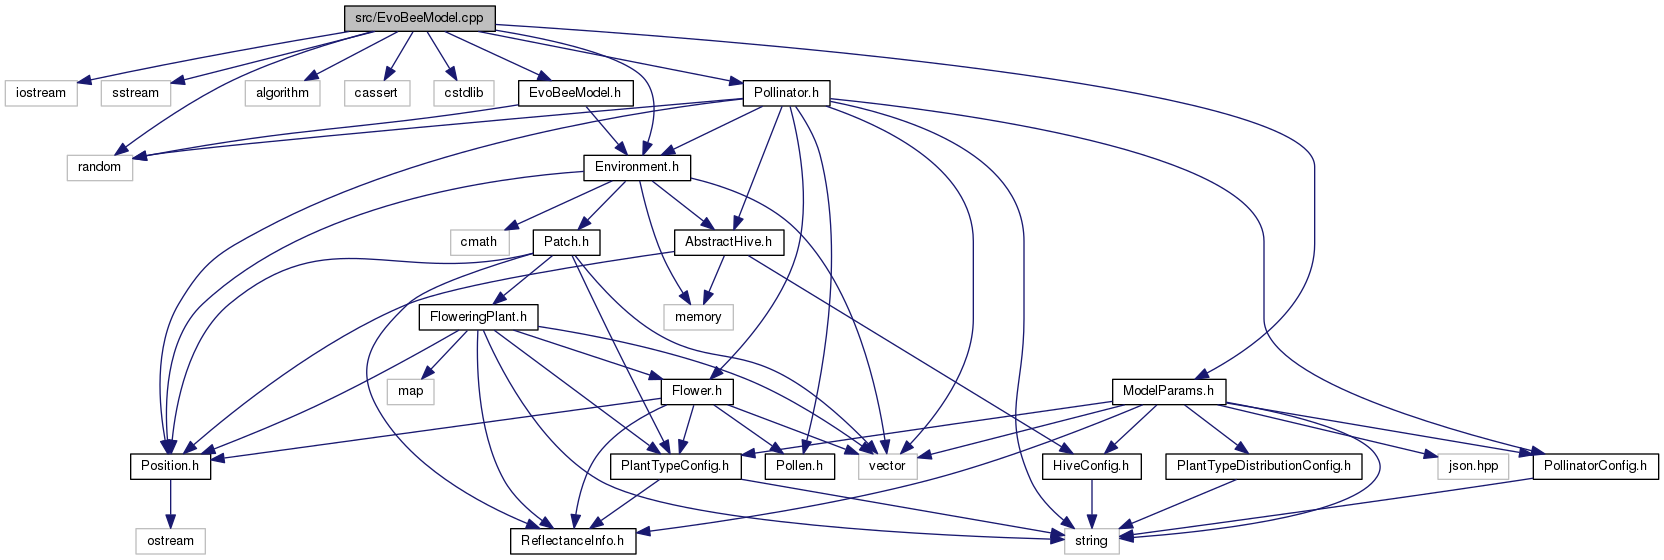 src/EvoBeeModel.cpp
iostream
sstream
algorithm
cassert
cstdlib
EvoBeeModel.h
Pollinator.h
random
Environment.h
cmath
Patch.h
AbstractHive.h
FloweringPlant.h
memory
map
Flower.h
ModelParams.h
Position.h
PlantTypeConfig.h
Pollen.h
vector
HiveConfig.h
PlantTypeDistributionConfig.h
json.hpp
PollinatorConfig.h
ostream
ReflectanceInfo.h
string